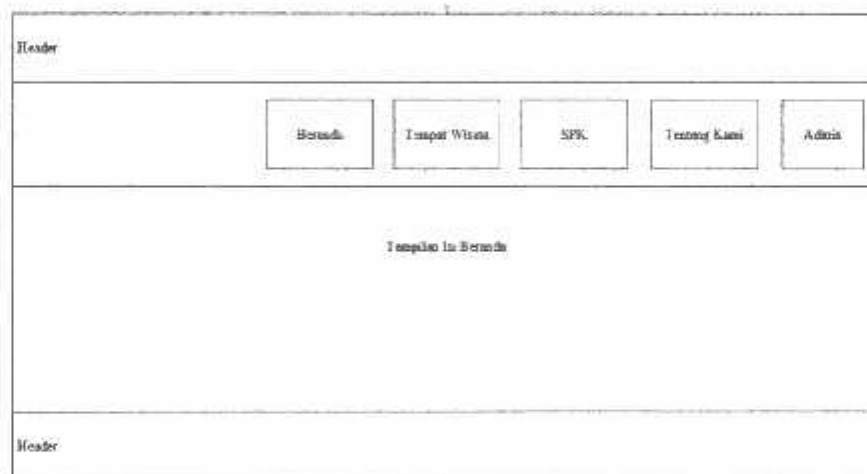 Header
Beranda
Tempat Wisata
SPK
Tentang Kami
Admin
Tampilan Isi Beranda
Header